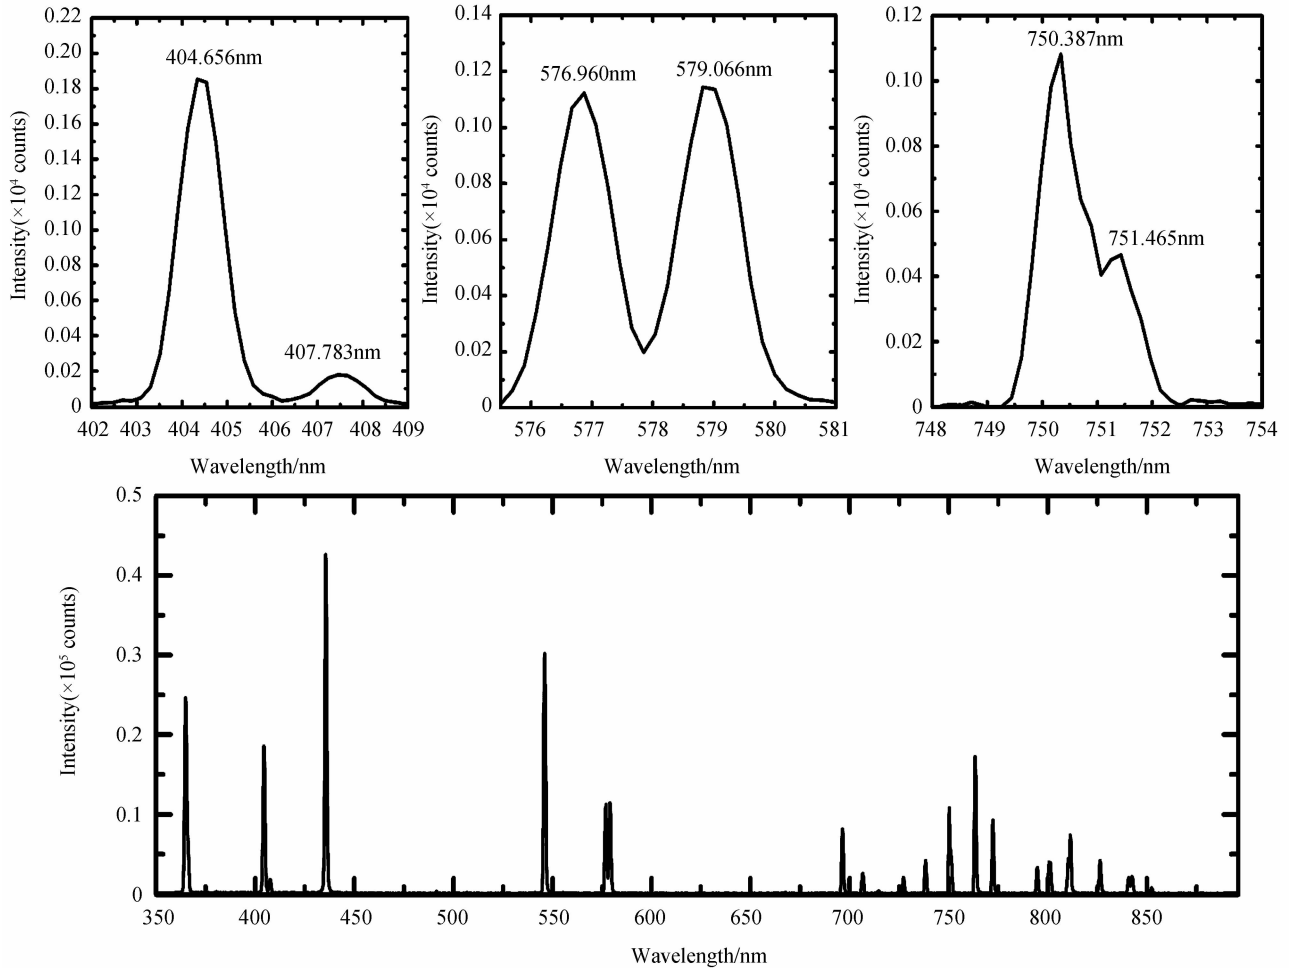 0.22
0.20
0.18
0.16
0.14
0.12
0.10
0.08
0.06
0.04
0.02
0
Intensity(×10⁴ counts)
404.656nm
407.783nm
402 403 404 405 406 407 408 409
Wavelength/nm
0.14
0.12
0.10
0.08
0.06
0.04
0.02
0
Intensity(×10⁴ counts)
576.960nm
579.066nm
576 577 578 579 580 581
Wavelength/nm
0.12
0.10
0.08
0.06
0.04
0.02
0
Intensity(×10⁴ counts)
750.387nm
751.465nm
748 749 750 751 752 753 754
Wavelength/nm
0.5
0.4
0.3
0.2
0.1
0
Intensity(×10⁵ counts)
350 400 450 500 550 600 650 700 750 800 850
Wavelength/nm